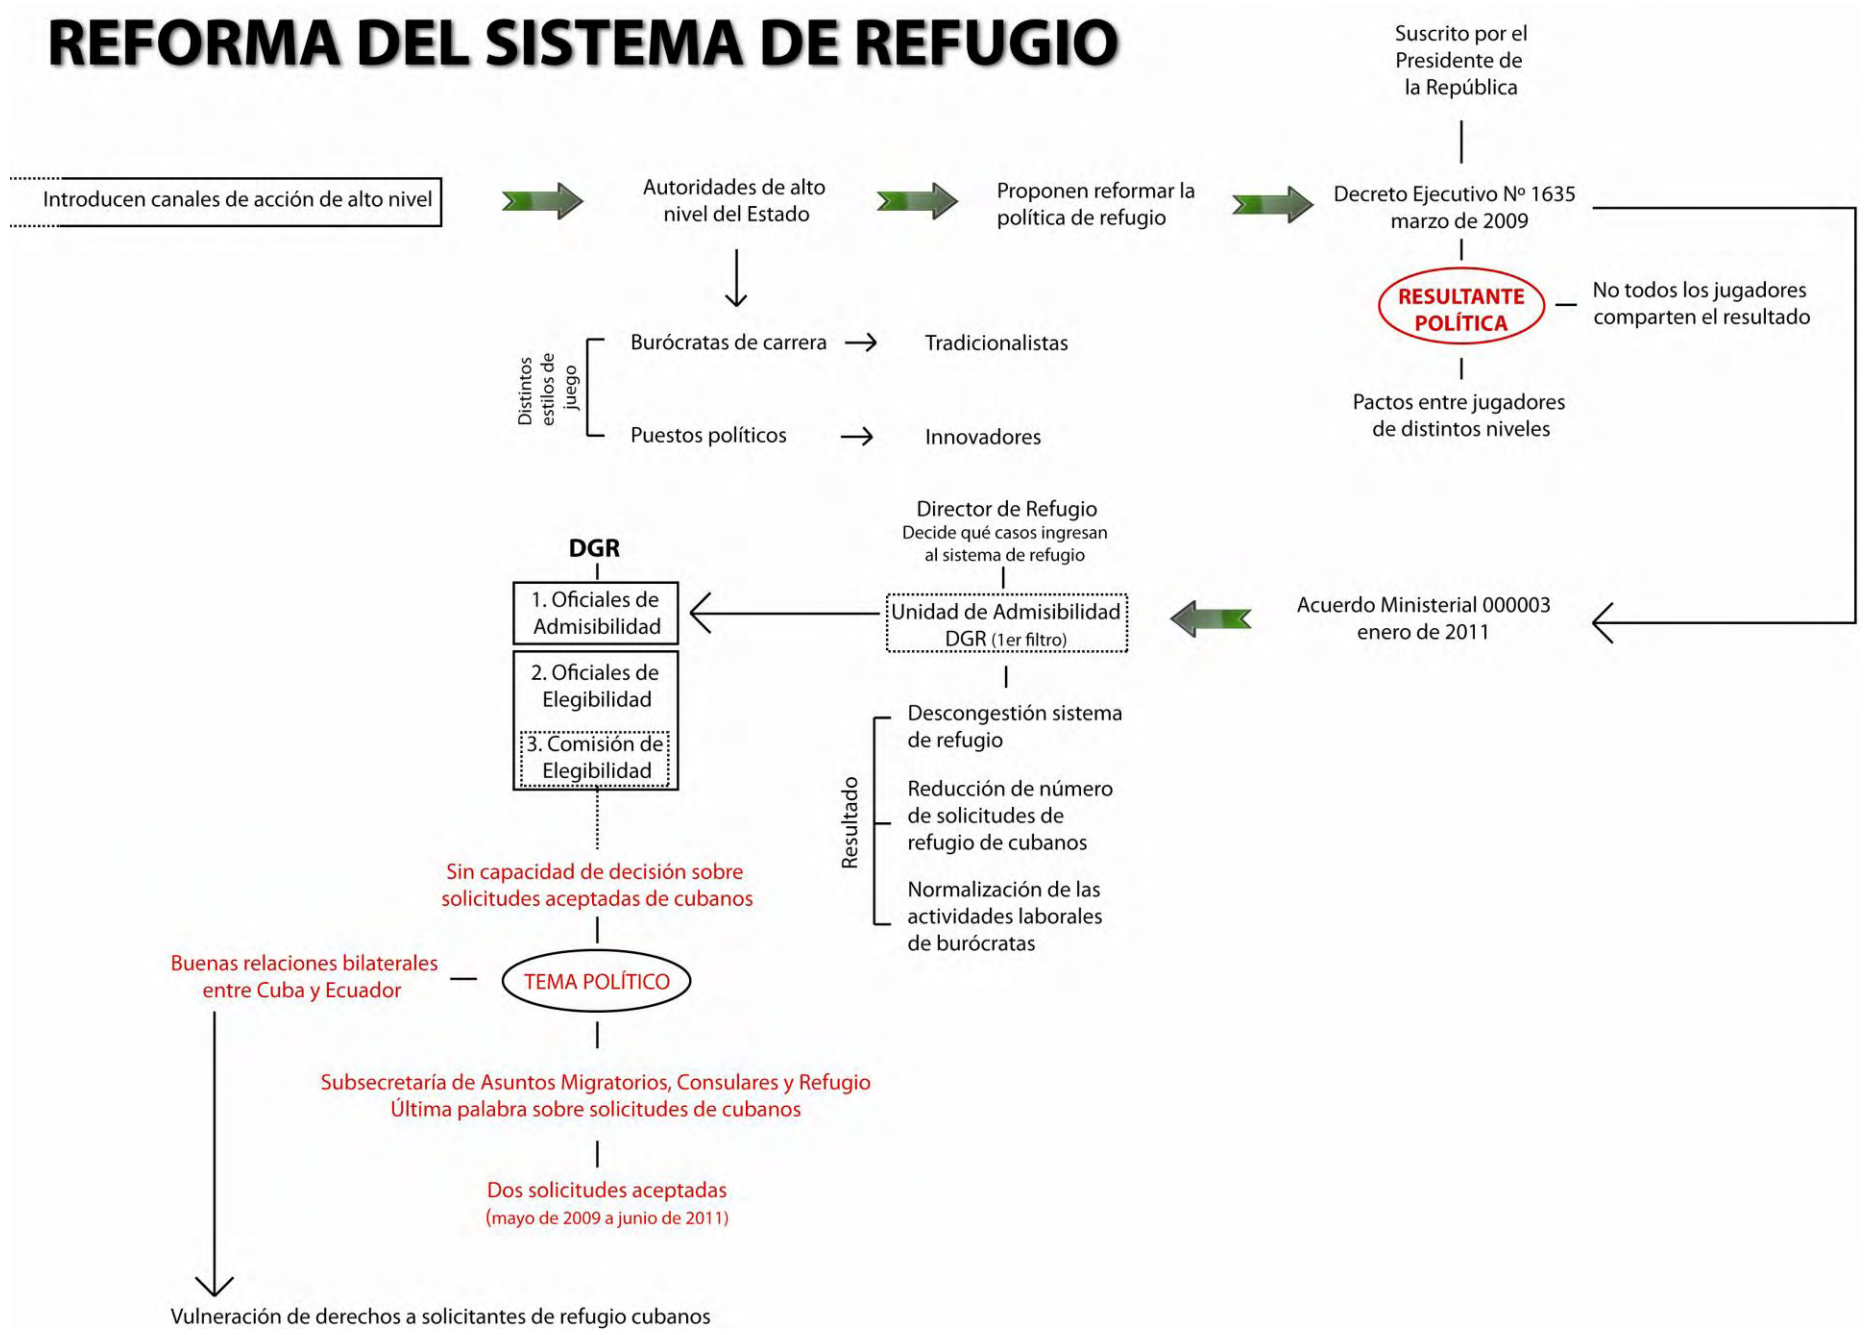 REFORMA DEL SISTEMA DE REFUGIO
Suscrito por el
Presidente de
la República
Introducen canales de acción de alto nivel
Autoridades de alto
nivel del Estado
Proponen reformar la
política de refugio
Decreto Ejecutivo Nº 1635
marzo de 2009
RESULTANTE
POLÍTICA
No todos los jugadores
comparten el resultado
Pactos entre jugadores
de distintos niveles
Distintos
estilos de
juego
Burócratas de carrera
Tradicionalistas
Puestos políticos
Innovadores
Acuerdo Ministerial 000003
enero de 2011
Director de Refugio
Decide qué casos ingresan
al sistema de refugio
Unidad de Admisibilidad
DGR (1er filtro)
Resultado
Descongestión sistema
de refugio
Reducción de número
de solicitudes de
refugio de cubanos
Normalización de las
actividades laborales
de burócratas
DGR
1. Oficiales de
Admisibilidad
2. Oficiales de
Elegibilidad
3. Comisión de
Elegibilidad
Sin capacidad de decisión sobre
solicitudes aceptadas de cubanos
Buenas relaciones bilaterales
entre Cuba y Ecuador
TEMA POLÍTICO
Subsecretaría de Asuntos Migratorios, Consulares y Refugio
Última palabra sobre solicitudes de cubanos
Dos solicitudes aceptadas
(mayo de 2009 a junio de 2011)
Vulneración de derechos a solicitantes de refugio cubanos